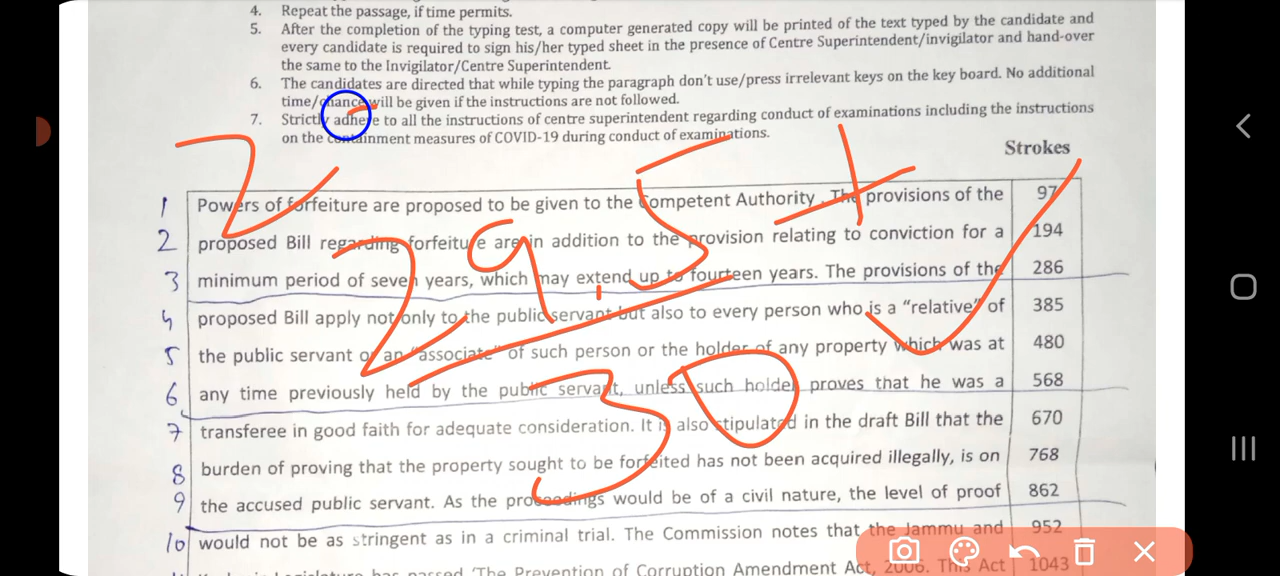 4. Repeat the passage, if time permits.
5. After the completion of the typing test, a computer generated copy will be printed of the text typed by the candidate and
every candidate is required to sign his/her typed sheet in the presence of Centre Superintendent/invigilator and hand-over
the same to the Invigilator/Centre Superintendent.
6. The candidates are directed that while typing the paragraph don't use/press irrelevant keys on the key board. No additional
time/chance will be given if the instructions are not followed.
7. Strictly adhere to all the instructions of centre superintendent regarding conduct of examinations including the instructions
on the containment measures of COVID-19 during conduct of examinations.
Strokes
1 Powers of forfeiture are proposed to be given to the Competent Authority. The provisions of the 97
2 proposed Bill regarding forfeiture are in addition to the provision relating to conviction for a 194
3 minimum period of seven years, which may extend up to fourteen years. The provisions of the 286
4 proposed Bill apply not only to the public servant but also to every person who is a "relative" of 385
5 the public servant or an "associate" of such person or the holder of any property which was at 480
6 any time previously held by the public servant, unless such holder proves that he was a 568
7 transferee in good faith for adequate consideration. It is also stipulated in the draft Bill that the 670
8 burden of proving that the property sought to be forfeited has not been acquired illegally, is on 768
9 the accused public servant. As the proceedings would be of a civil nature, the level of proof 862
10 would not be as stringent as in a criminal trial. The Commission notes that the Jammu and 952
Legislature has passed 'The Prevention of Corruption Amendment Act, 2006. This Act 1043
2 295+
30